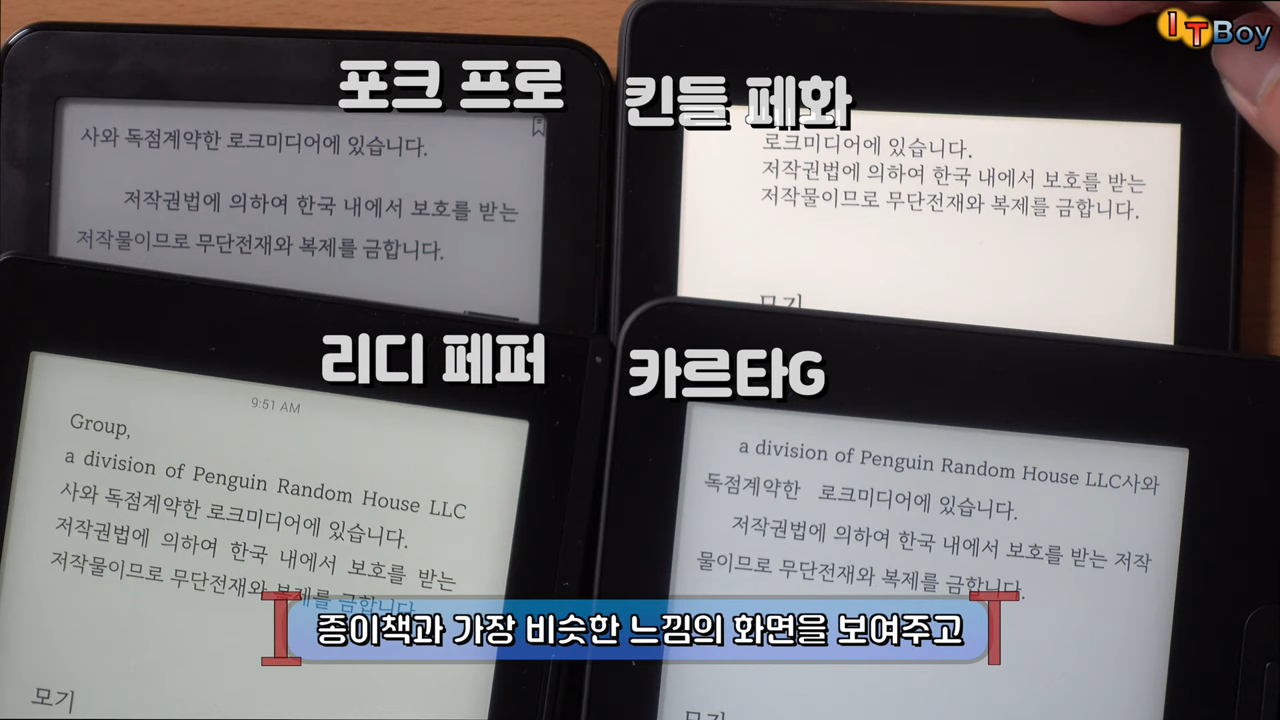 ITBoy
포크 프로
사와 독점계약한 로크미디어에 있습니다.
저작권법에 의하여 한국 내에서 보호를 받는
저작물이므로 무단전재와 복제를 금합니다.
킨들 페화
로크미디어에 있습니다.
저작권법에 의하여 한국 내에서 보호를 받는
저작물이므로 무단전재와 복제를 금합니다.
모기
리디 페퍼
9:51 AM
Group,
a division of Penguin Random House LLC
사와 독점계약한 로크미디어에 있습니다.
저작권법에 의하여 한국 내에서 보호를 받는
저작물이므로 무단전재와 복제를 금합니다.
모기
카르타G
a division of Penguin Random House LLC사와
독점계약한 로크미디어에 있습니다.
저작권법에 의하여 한국 내에서 보호를 받는 저작
물이므로 무단전재와 복제를 금합니다.
모기
종이책과 가장 비슷한 느낌의 화면을 보여주고